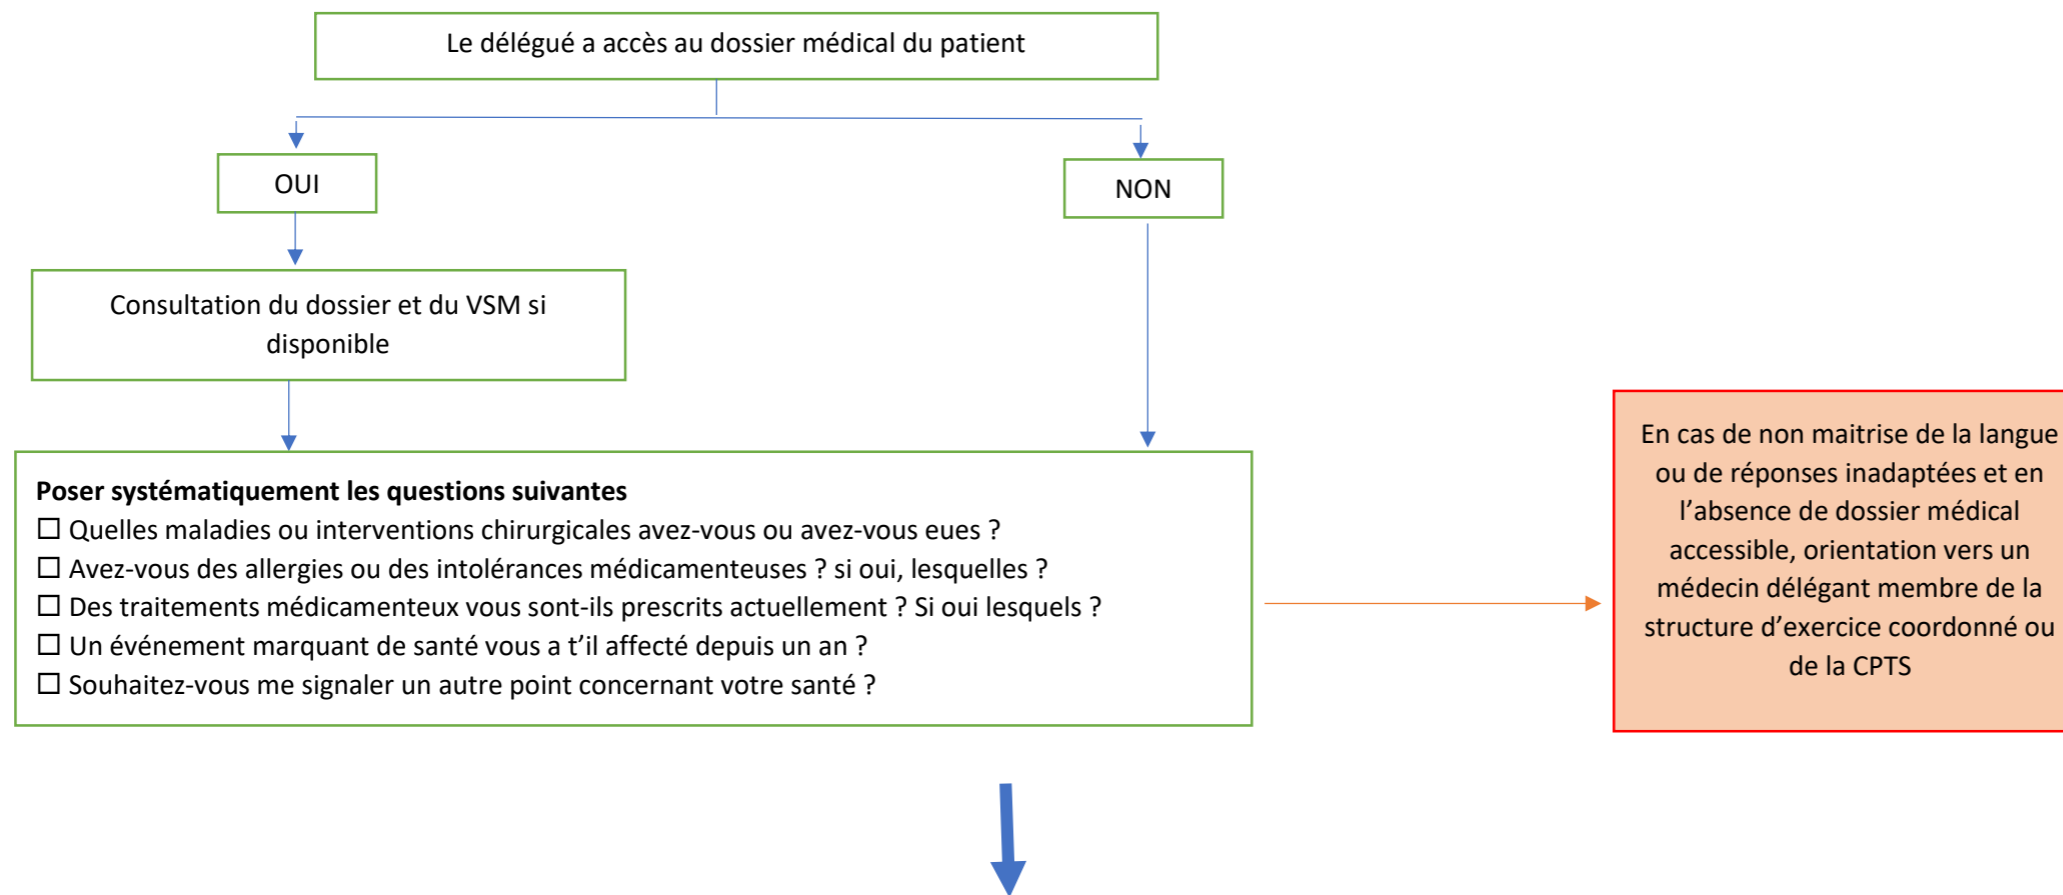 Le délégué a accès au dossier médical du patient
OUI
NON
Consultation du dossier et du VSM si
disponible
Poser systématiquement les questions suivantes
☐ Quelles maladies ou interventions chirurgicales avez-vous ou avez-vous eues ?
☐ Avez-vous des allergies ou des intolérances médicamenteuses ? si oui, lesquelles ?
☐ Des traitements médicamenteux vous sont-ils prescrits actuellement ? Si oui lesquels ?
☐ Un événement marquant de santé vous a t’il affecté depuis un an ?
☐ Souhaitez-vous me signaler un autre point concernant votre santé ?
En cas de non maitrise de la langue
ou de réponses inadaptées et en
l’absence de dossier médical
accessible, orientation vers un
médecin délégant membre de la
structure d’exercice coordonné ou
de la CPTS